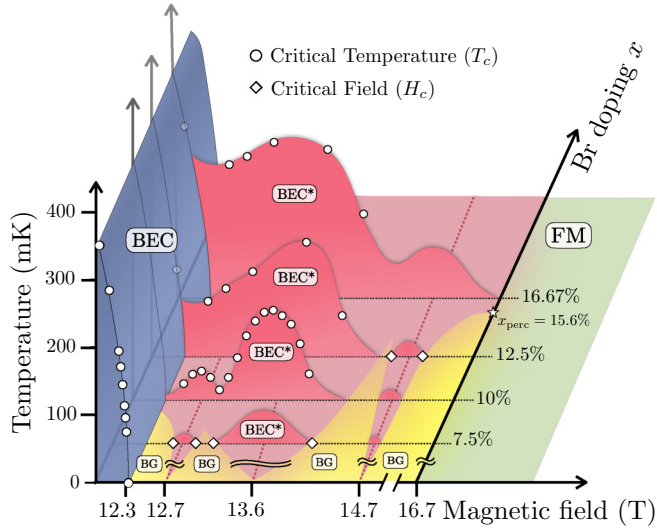 Critical Temperature (T_c)
Critical Field (H_c)
Br doping x
Temperature (mK)
400
300
200
100
0
BEC
BEC*
FM
BEC*
16.67%
x_perc = 15.6%
BEC*
12.5%
10%
BEC*
7.5%
BG
BG
BG
BG
12.3
12.7
13.6
14.7
16.7
Magnetic field (T)